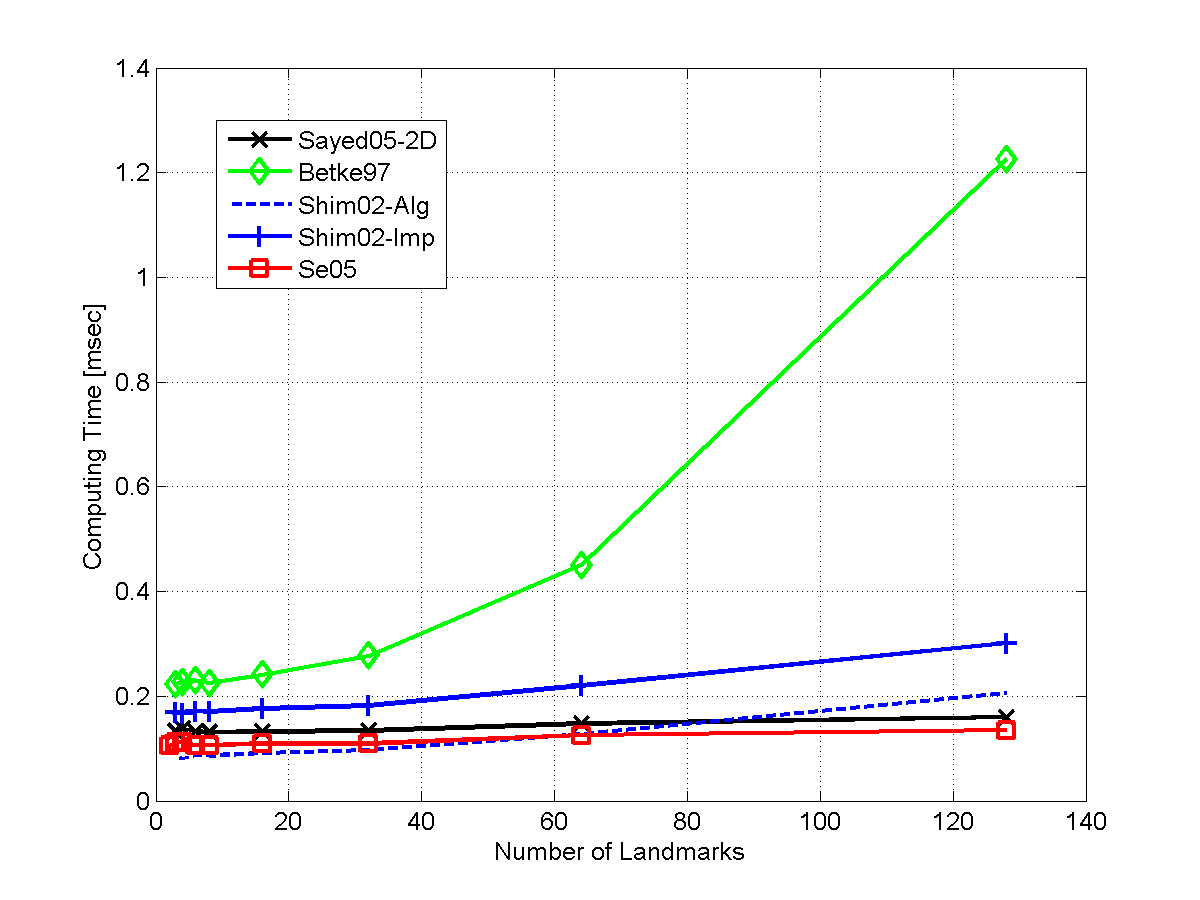 1.4
1.2
1
0.8
0.6
0.4
0.2
0
Computing Time [msec]
Sayed05-2D
Betke97
Shim02-Alg
Shim02-Imp
Se05
0 20 40 60 80 100 120 140
Number of Landmarks